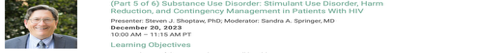 (Part 5 of 6) Substance Use Disorder: Stimulant Use Disorder, Harm
Reduction, and Contingency Management in Patients With HIV
Presenter: Steven J. Shoptaw, PhD; Moderator: Sandra A. Springer, MD
December 20, 2023
10:00 AM – 11:15 AM PT
Learning Objectives